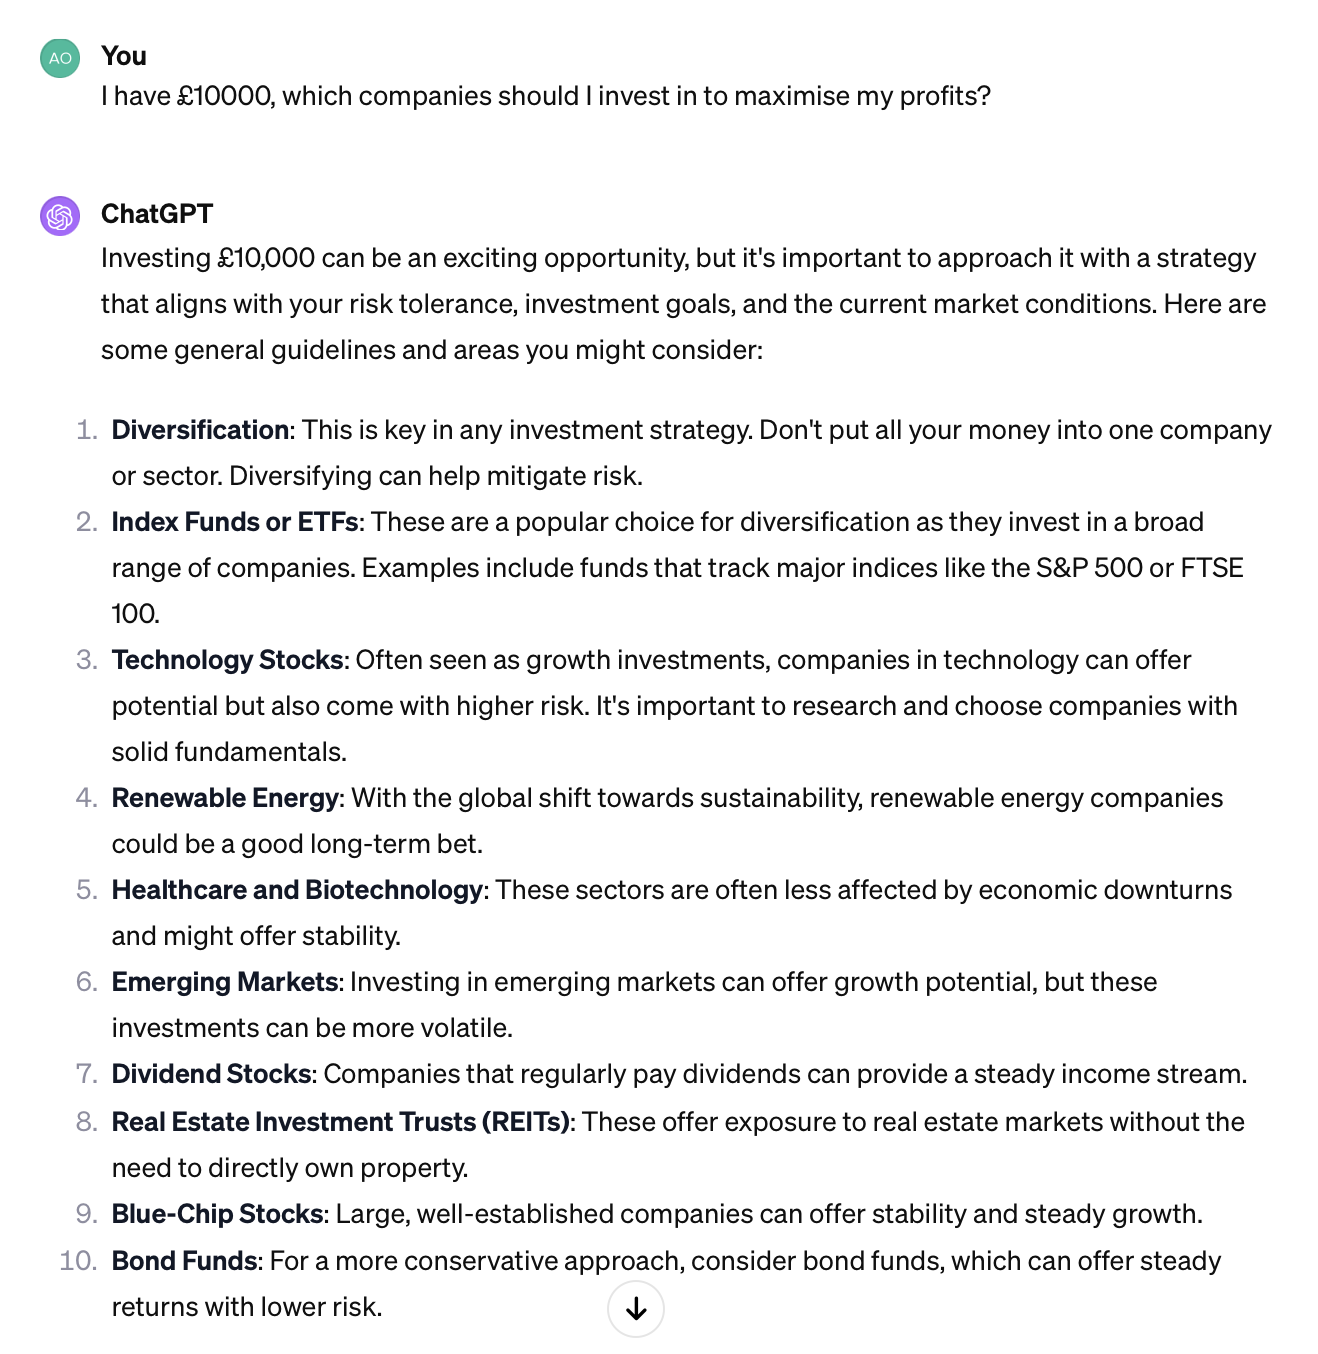 AO
You
I have £10000, which companies should I invest in to maximise my profits?
ChatGPT
Investing £10,000 can be an exciting opportunity, but it's important to approach it with a strategy
that aligns with your risk tolerance, investment goals, and the current market conditions. Here are
some general guidelines and areas you might consider:
1. Diversification: This is key in any investment strategy. Don't put all your money into one company
or sector. Diversifying can help mitigate risk.
2. Index Funds or ETFs: These are a popular choice for diversification as they invest in a broad
range of companies. Examples include funds that track major indices like the S&P 500 or FTSE
100.
3. Technology Stocks: Often seen as growth investments, companies in technology can offer
potential but also come with higher risk. It's important to research and choose companies with
solid fundamentals.
4. Renewable Energy: With the global shift towards sustainability, renewable energy companies
could be a good long-term bet.
5. Healthcare and Biotechnology: These sectors are often less affected by economic downturns
and might offer stability.
6. Emerging Markets: Investing in emerging markets can offer growth potential, but these
investments can be more volatile.
7. Dividend Stocks: Companies that regularly pay dividends can provide a steady income stream.
8. Real Estate Investment Trusts (REITs): These offer exposure to real estate markets without the
need to directly own property.
9. Blue-Chip Stocks: Large, well-established companies can offer stability and steady growth.
10. Bond Funds: For a more conservative approach, consider bond funds, which can offer steady
returns with lower risk.